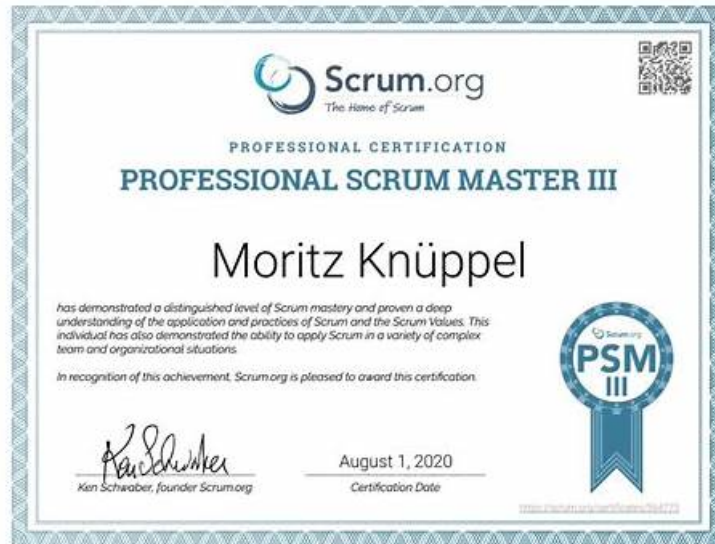 Scrum.org
The Home of Scrum
PROFESSIONAL CERTIFICATION
PROFESSIONAL SCRUM MASTER III
Moritz Knüppel
has demonstrated a distinguished level of Scrum mastery and proven a deep
understanding of the application and practices of Scrum and the Scrum Values. This
individual has also demonstrated the ability to apply Scrum in a variety of complex
team and organizational situations.
In recognition of this achievement, Scrum.org is pleased to award this certification.
Scrum.org
PSM
III
August 1, 2020
Ken Schwaber, founder Scrum.org
Certification Date